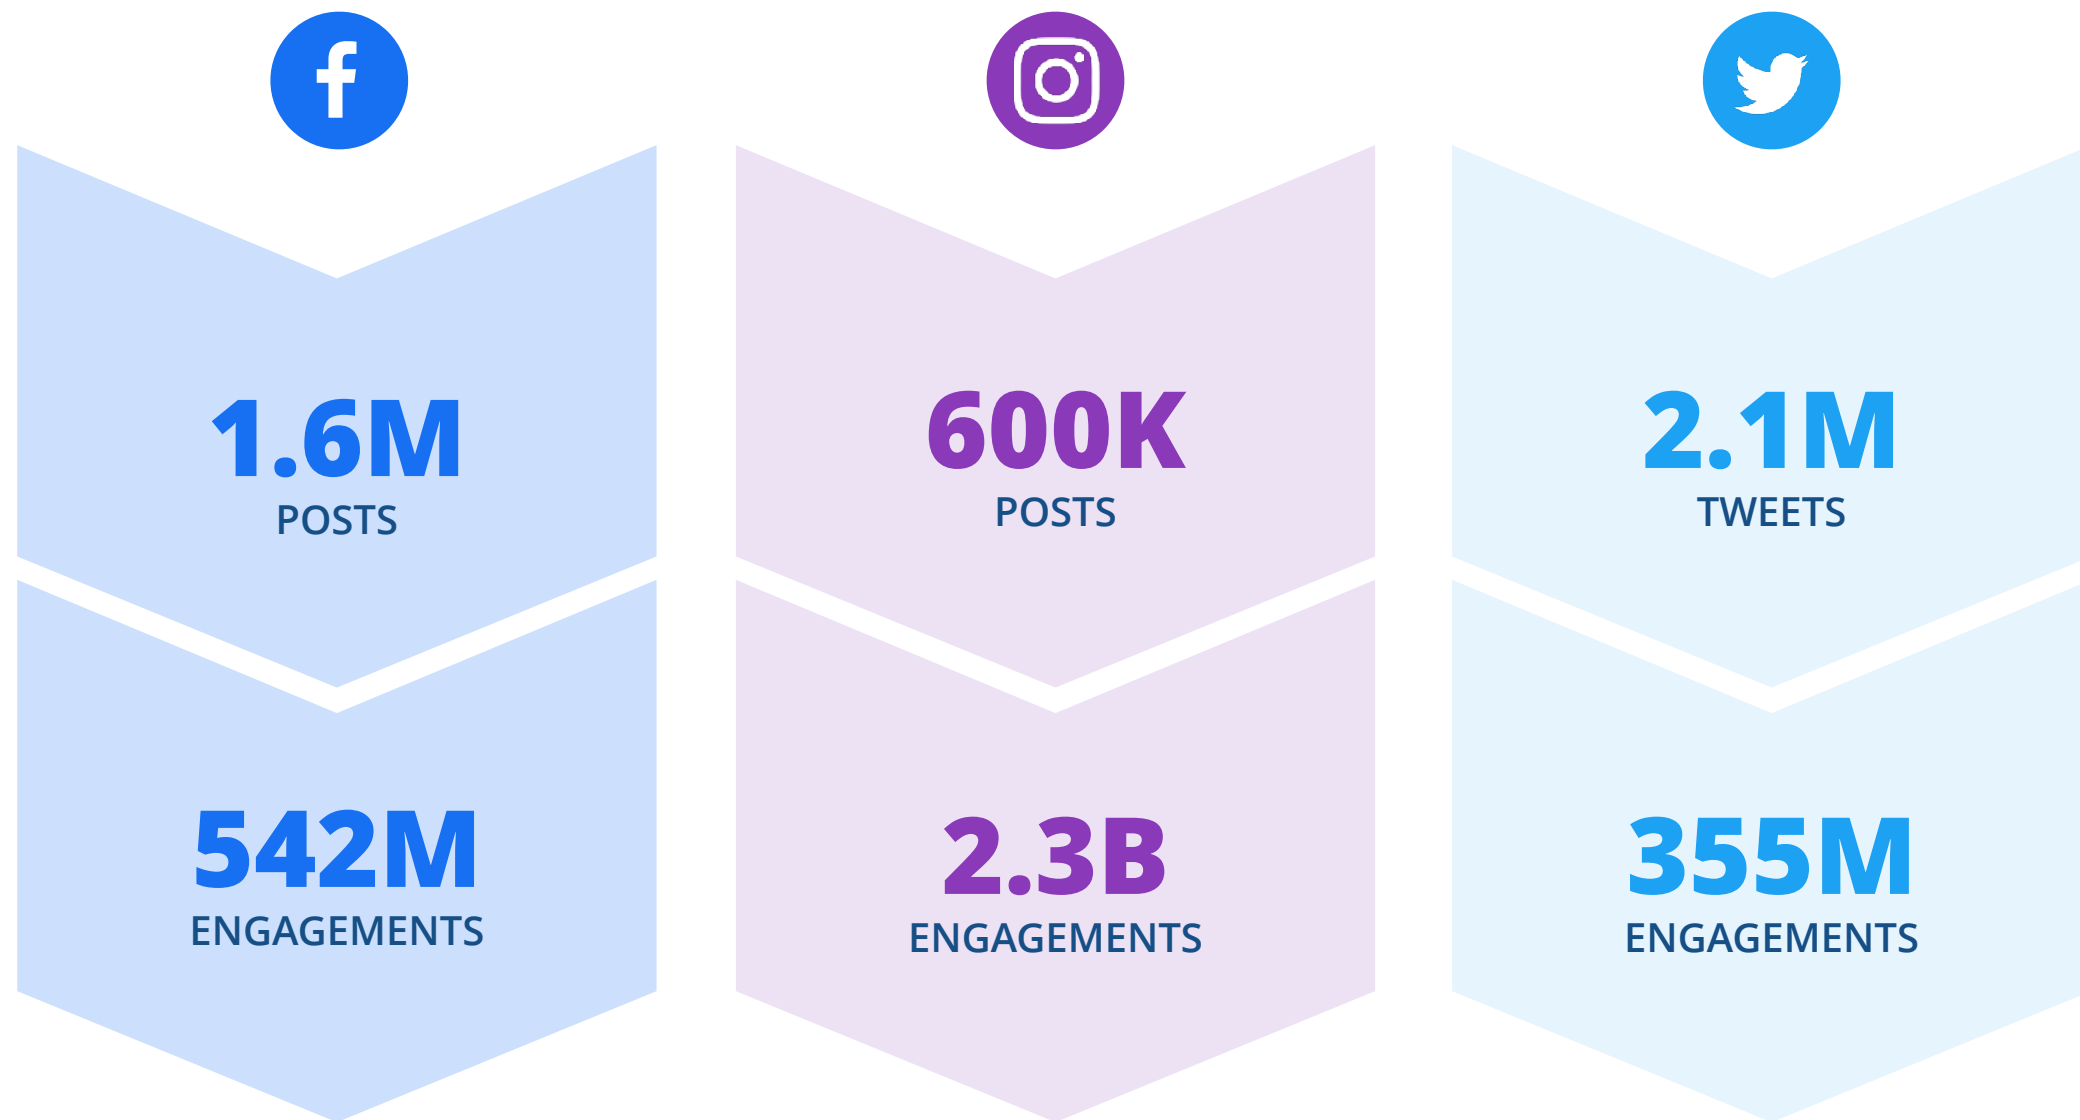 1.6M
POSTS
542M
ENGAGEMENTS
600K
POSTS
2.3B
ENGAGEMENTS
2.1M
TWEETS
355M
ENGAGEMENTS